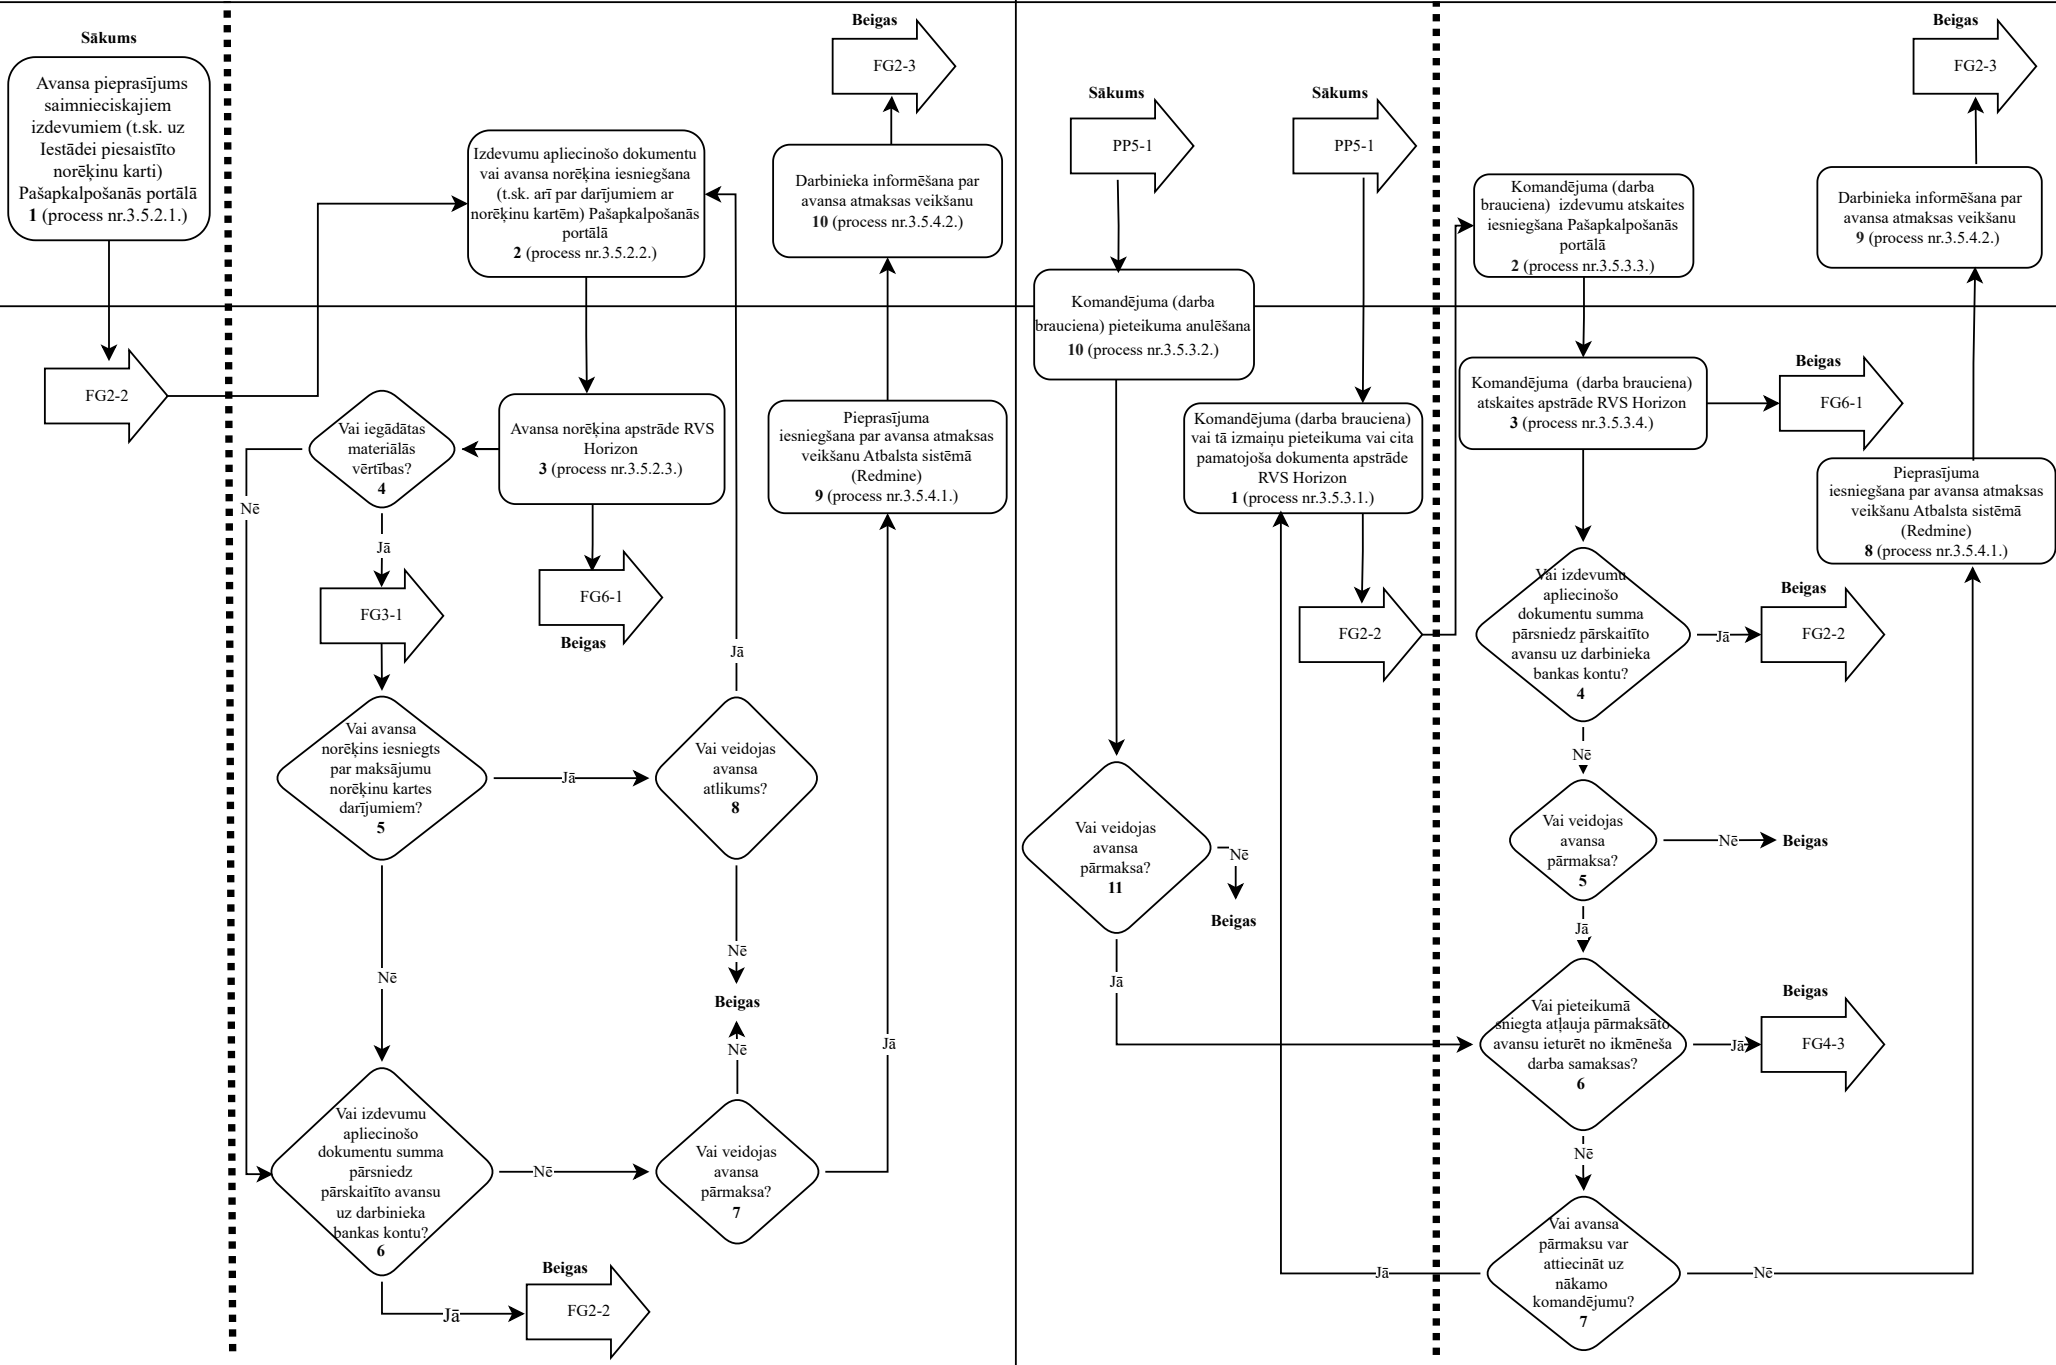 Sākums
Avansa pieprasījums
saimnieciskajiem
izdevumiem (t.sk. uz
Iestādei piesaistīto
norēķinu karti)
Pašapkalpošanās portālā
1 (process nr.3.5.2.1.)
FG2-2
Izdevumu apliecinošo dokumentu
vai avansa norēķina iesniegšana
(t.sk. arī par darījumiem ar
norēķinu kartēm) Pašapkalpošanās
portālā
2 (process nr.3.5.2.2.)
Beigas
FG2-3
Darbinieka informēšana par
avansa atmaksas veikšanu
10 (process nr.3.5.4.2.)
Avansa norēķina apstrāde RVS
Horizon
3 (process nr.3.5.2.3.)
FG6-1
Beigas
Vai iegādātas
materiālās
vērtības?
4
Nē
Jā
FG3-1
Pieprasījuma
iesniegšana par avansa atmaksas
veikšanu Atbalsta sistēmā
(Redmine)
9 (process nr.3.5.4.1.)
Vai avansa
norēķins iesniegts
par maksājumu
norēķinu kartes
darījumiem?
5
Jā
Vai veidojas
avansa
atlikums?
8
Jā
Nē
Nē
Beigas
Nē
Jā
Vai izdevumu
apliecinošo
dokumentu summa
pārsniedz
pārskaitīto avansu
uz darbinieka
bankas kontu?
6
Nē
Vai veidojas
avansa
pārmaksa?
7
Jā
Beigas
FG2-2
Sākums
PP5-1
Sākums
PP5-1
Komandējuma (darba
brauciena) pieteikuma anulēšana
10 (process nr.3.5.3.2.)
Komandējuma (darba brauciena)
vai tā izmaiņu pieteikuma vai cita
pamatojoša dokumenta apstrāde
RVS Horizon
1 (process nr.3.5.3.1.)
FG2-2
Vai veidojas
avansa
pārmaksa?
11
Nē
Beigas
Jā
Komandējuma (darba
brauciena) izdevumu atskaites
iesniegšana Pašapkalpošanās
portālā
2 (process nr.3.5.3.3.)
Beigas
FG2-3
Darbinieka informēšana par
avansa atmaksas veikšanu
9 (process nr.3.5.4.2.)
Komandējuma (darba brauciena)
atskaites apstrāde RVS Horizon
3 (process nr.3.5.3.4.)
Beigas
FG6-1
Pieprasījuma
iesniegšana par avansa atmaksas
veikšanu Atbalsta sistēmā
(Redmine)
8 (process nr.3.5.4.1.)
Vai izdevumu
apliecinošo
dokumentu summa
pārsniedz pārskaitīto
avansu uz darbinieka
bankas kontu?
4
Jā
Beigas
FG2-2
Nē
Vai veidojas
avansa
pārmaksa?
5
Nē
Beigas
Jā
Vai pieteikumā
sniegta atļauja pārmaksāto
avansu ieturēt no ikmēneša
darba samaksas?
6
Jā
Beigas
FG4-3
Nē
Vai avansa
pārmaksu var
attiecināt uz
nākamo
komandējumu?
7
Jā
Nē